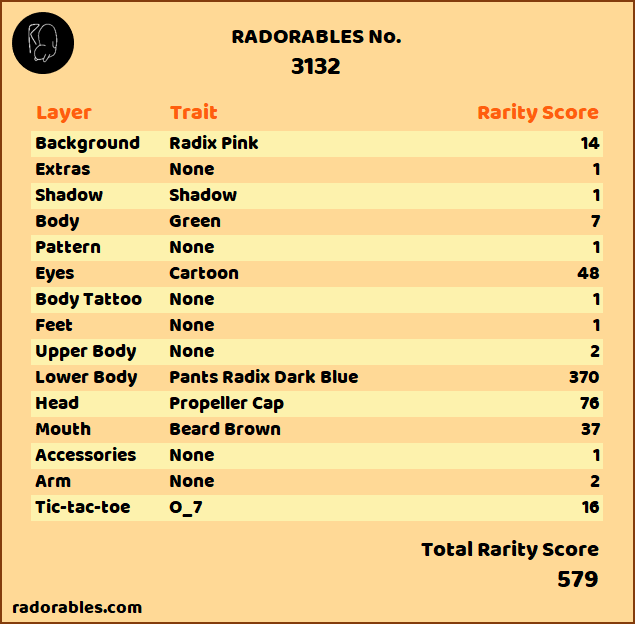 RADORABLES No.
3132
Layer Trait Rarity Score
Background Radix Pink 14
Extras None 1
Shadow Shadow 1
Body Green 7
Pattern None 1
Eyes Cartoon 48
Body Tattoo None 1
Feet None 1
Upper Body None 2
Lower Body Pants Radix Dark Blue 370
Head Propeller Cap 76
Mouth Beard Brown 37
Accessories None 1
Arm None 2
Tic-tac-toe O_7 16
Total Rarity Score
579
radorables.com